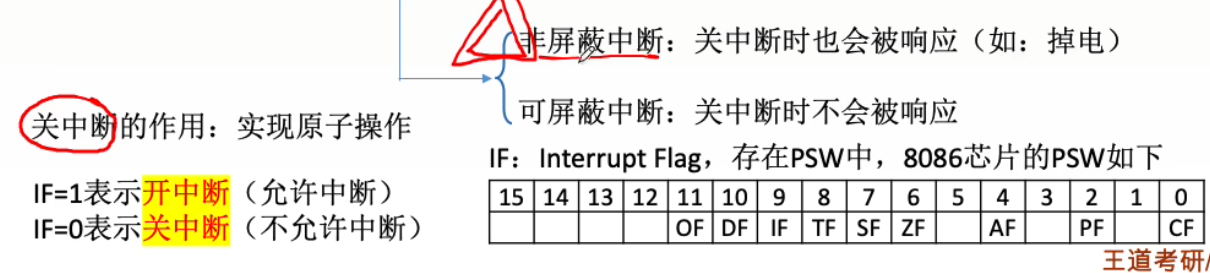 非屏蔽中断：关中断时也会被响应（如：掉电）
可屏蔽中断：关中断时不会被响应
关中断的作用：实现原子操作
IF=1表示开中断（允许中断）
IF=0表示关中断（不允许中断）
IF：Interrupt Flag，存在PSW中，8086芯片的PSW如下
15 14 13 12 11 10 9 8 7 6 5 4 3 2 1 0
OF DF IF TF SF ZF AF PF CF
王道考研/